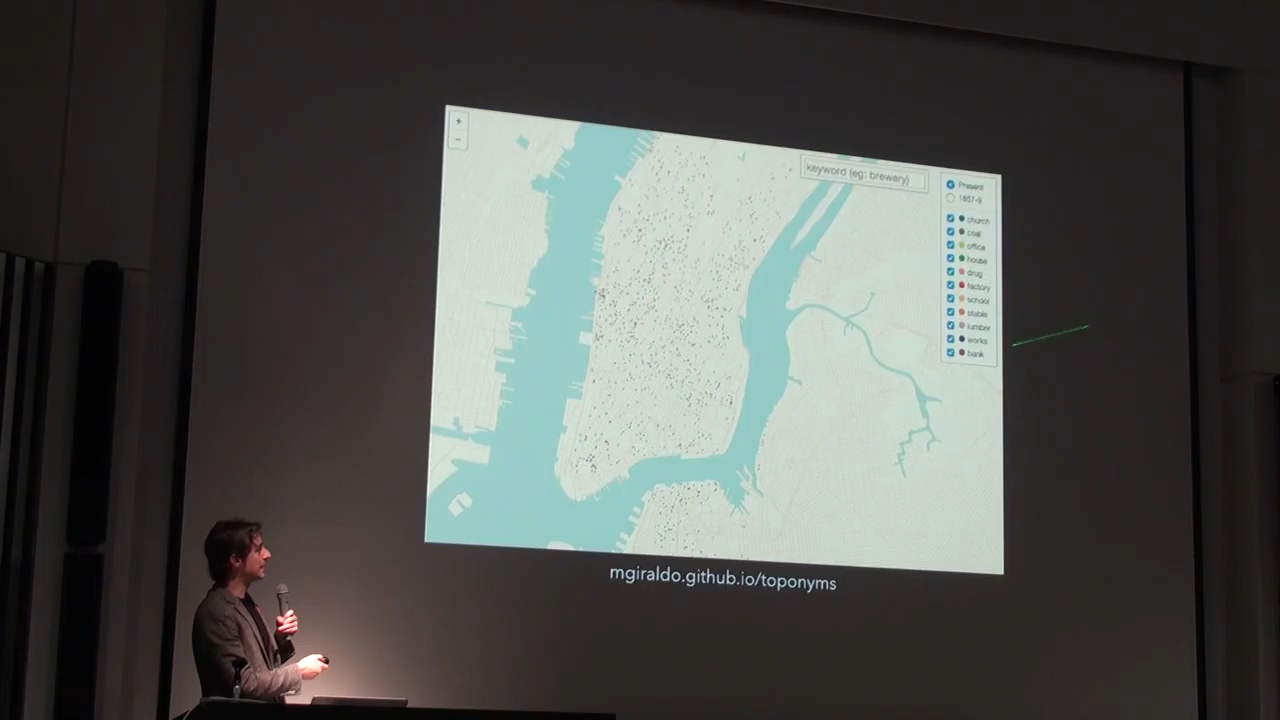 +
−
keyword (eg: brewery)
Present
1857-9
church
coal
office
house
drug
factory
school
stable
lumber
works
bank
mgiraldo.github.io/toponyms